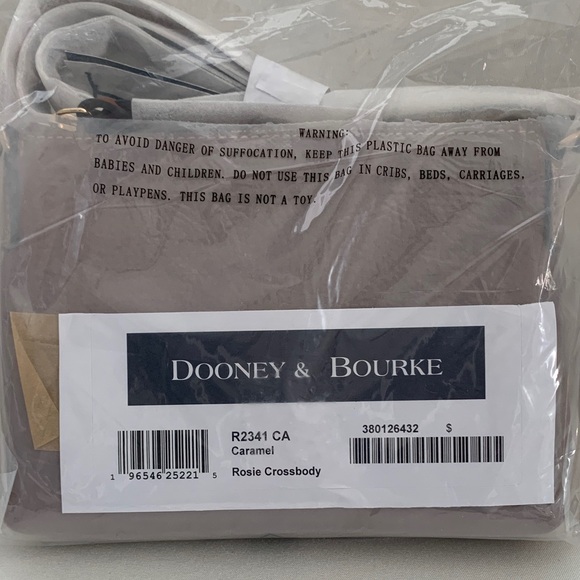 WARNING:
TO AVOID DANGER OF SUFFOCATION, KEEP THIS PLASTIC BAG AWAY FROM
BABIES AND CHILDREN. DO NOT USE THIS BAG IN CRIBS, BEDS, CARRIAGES,
OR PLAYPENS. THIS BAG IS NOT A TOY.
DOONEY & BOURKE
R2341 CA
Caramel
Rosie Crossbody
1 96546 25221 5
380126432 $